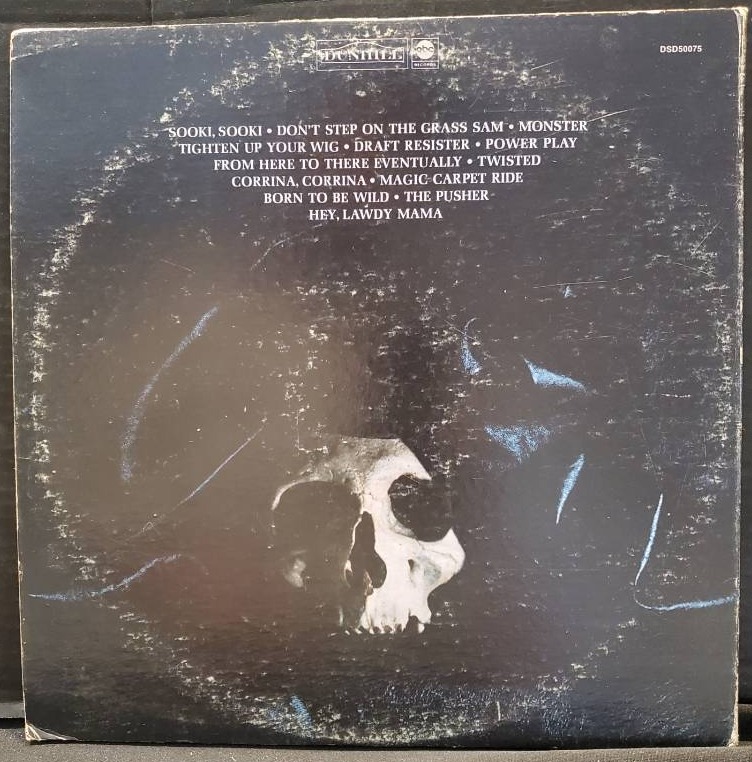 DUNHILL abc RECORDS
DSD50075
SOOKI, SOOKI • DON'T STEP ON THE GRASS SAM • MONSTER
TIGHTEN UP YOUR WIG • DRAFT RESISTER • POWER PLAY
FROM HERE TO THERE EVENTUALLY • TWISTED
CORRINA, CORRINA • MAGIC CARPET RIDE
BORN TO BE WILD • THE PUSHER
HEY, LAWDY MAMA